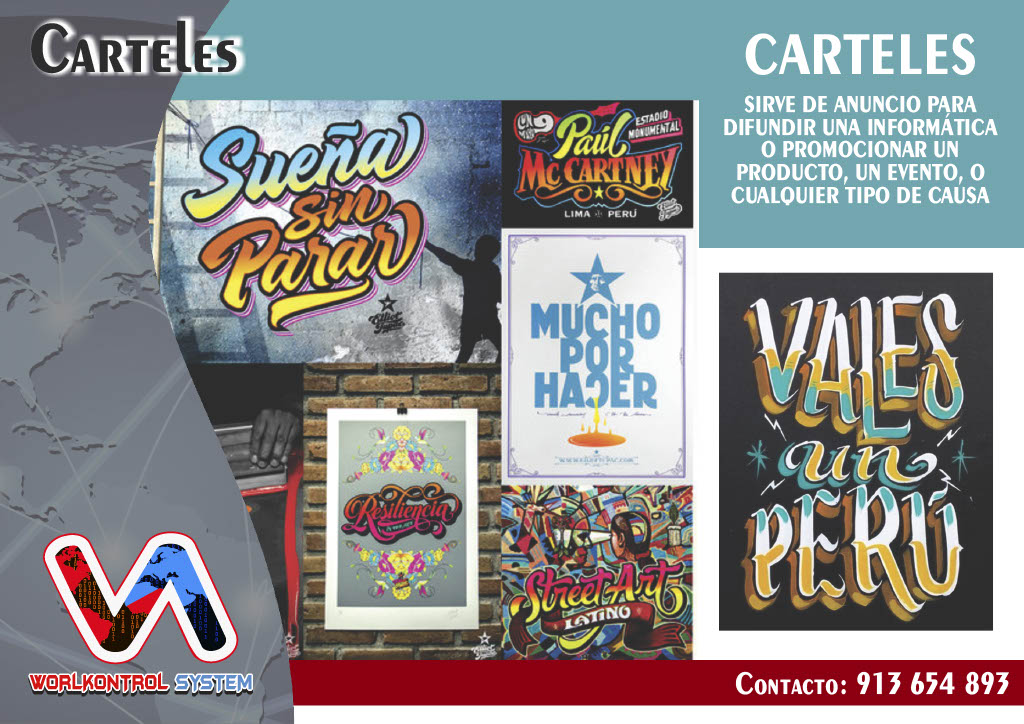 Carteles
CARTELES
SIRVE DE ANUNCIO PARA
DIFUNDIR UNA INFORMÁTICA
O PROMOCIONAR UN
PRODUCTO, UN EVENTO, O
CUALQUIER TIPO DE CAUSA
Sueña
sin
Parar
Paul
McCartney
ESTADIO
MONUMENTAL
LIMA PERÚ
MUCHO
POR
HACER
VALES
un
PERÚ
Resiliencia
Street Art
LATINO
WORLKONTROL SYSTEM
CONTACTO: 913 654 893